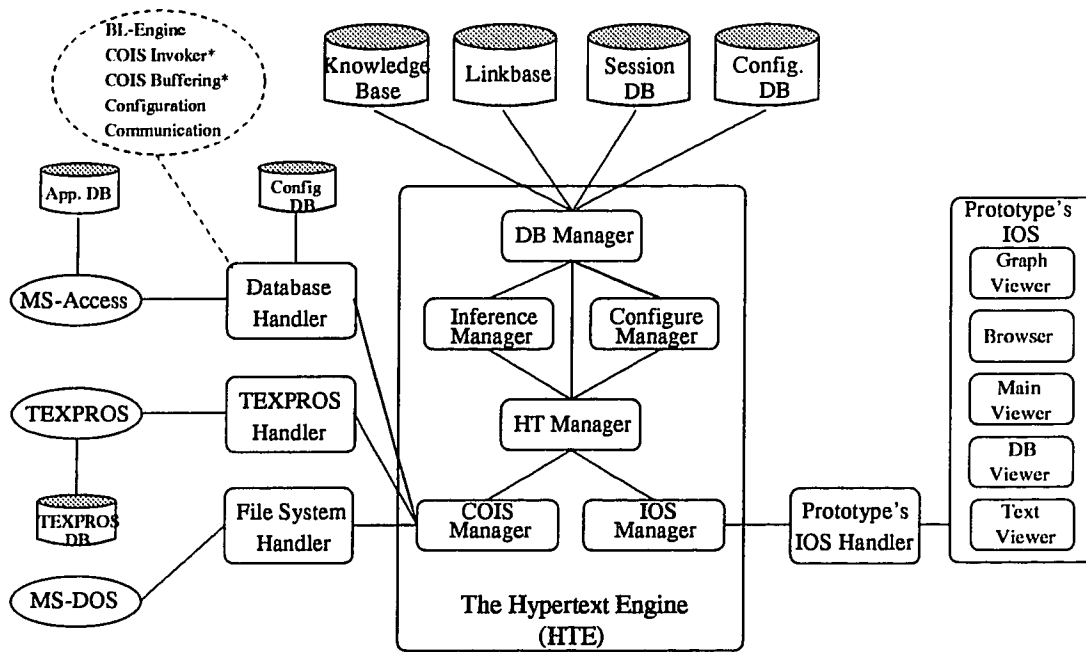 BL-Engine
COIS Invoker*
COIS Buffering*
Configuration
Communication
Knowledge
Base
Linkbase
Session
DB
Config.
DB
App. DB
Config
DB
MS-Access
Database
Handler
TEXPROS
TEXPROS
Handler
TEXPROS
DB
File System
Handler
MS-DOS
DB Manager
Inference
Manager
Configure
Manager
HT Manager
COIS
Manager
IOS
Manager
The Hypertext Engine
(HTE)
Prototype's
IOS Handler
Prototype's
IOS
Graph
Viewer
Browser
Main
Viewer
DB
Viewer
Text
Viewer